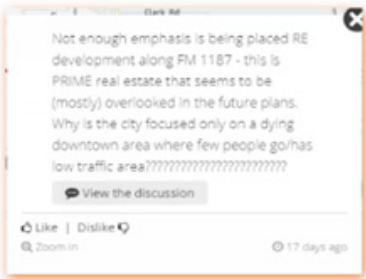 Clark Rd
Not enough emphasis is being placed RE
development along FM 1187 - this is
PRIME real estate that seems to be
(mostly) overlooked in the future plans.
Why is the city focused only on a dying
downtown area where few people go/has
low traffic area????????????????????????
View the discussion
Like | Dislike
Zoom in
17 days ago